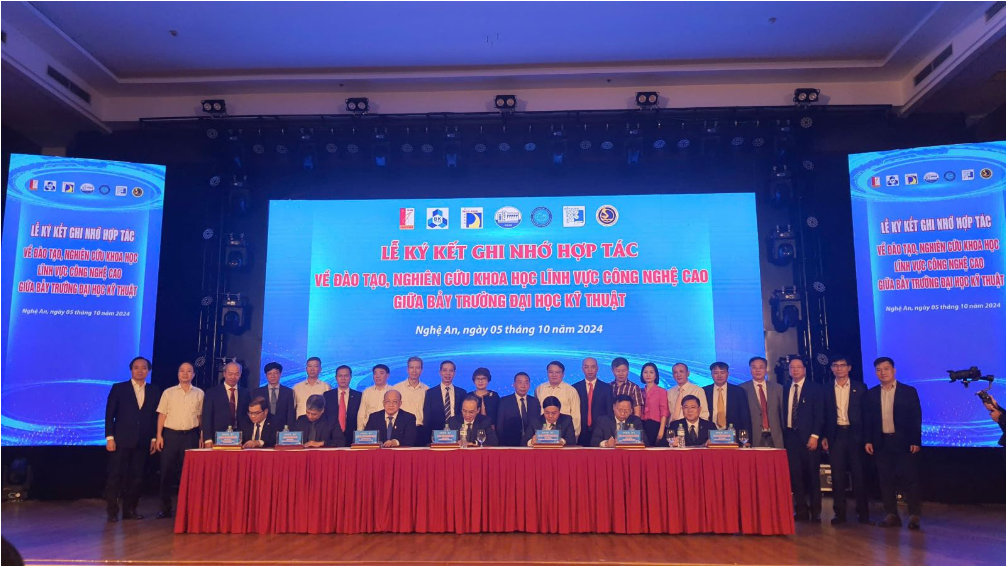 LỄ KÝ KẾT GHI NHỚ HỢP TÁC
VỀ ĐÀO TẠO, NGHIÊN CỨU KHOA HỌC LĨNH VỰC CÔNG NGHỆ CAO
GIỮA BẢY TRƯỜNG ĐẠI HỌC KỸ THUẬT
Nghệ An, ngày 05 tháng 10 năm 2024
LỄ KÝ KẾT GHI NHỚ HỢP TÁC
VỀ ĐÀO TẠO, NGHIÊN CỨU KHOA HỌC
LĨNH VỰC CÔNG NGHỆ CAO
GIỮA BẢY TRƯỜNG ĐẠI HỌC KỸ THUẬT
Nghệ An, ngày 05 tháng 10 năm 2024
LỄ KÝ KẾT GHI NHỚ HỢP TÁC
VỀ ĐÀO TẠO, NGHIÊN CỨU KHOA HỌC
LĨNH VỰC CÔNG NGHỆ CAO
GIỮA BẢY TRƯỜNG ĐẠI HỌC KỸ THUẬT
Nghệ An, ngày 05 tháng 10 năm 2024